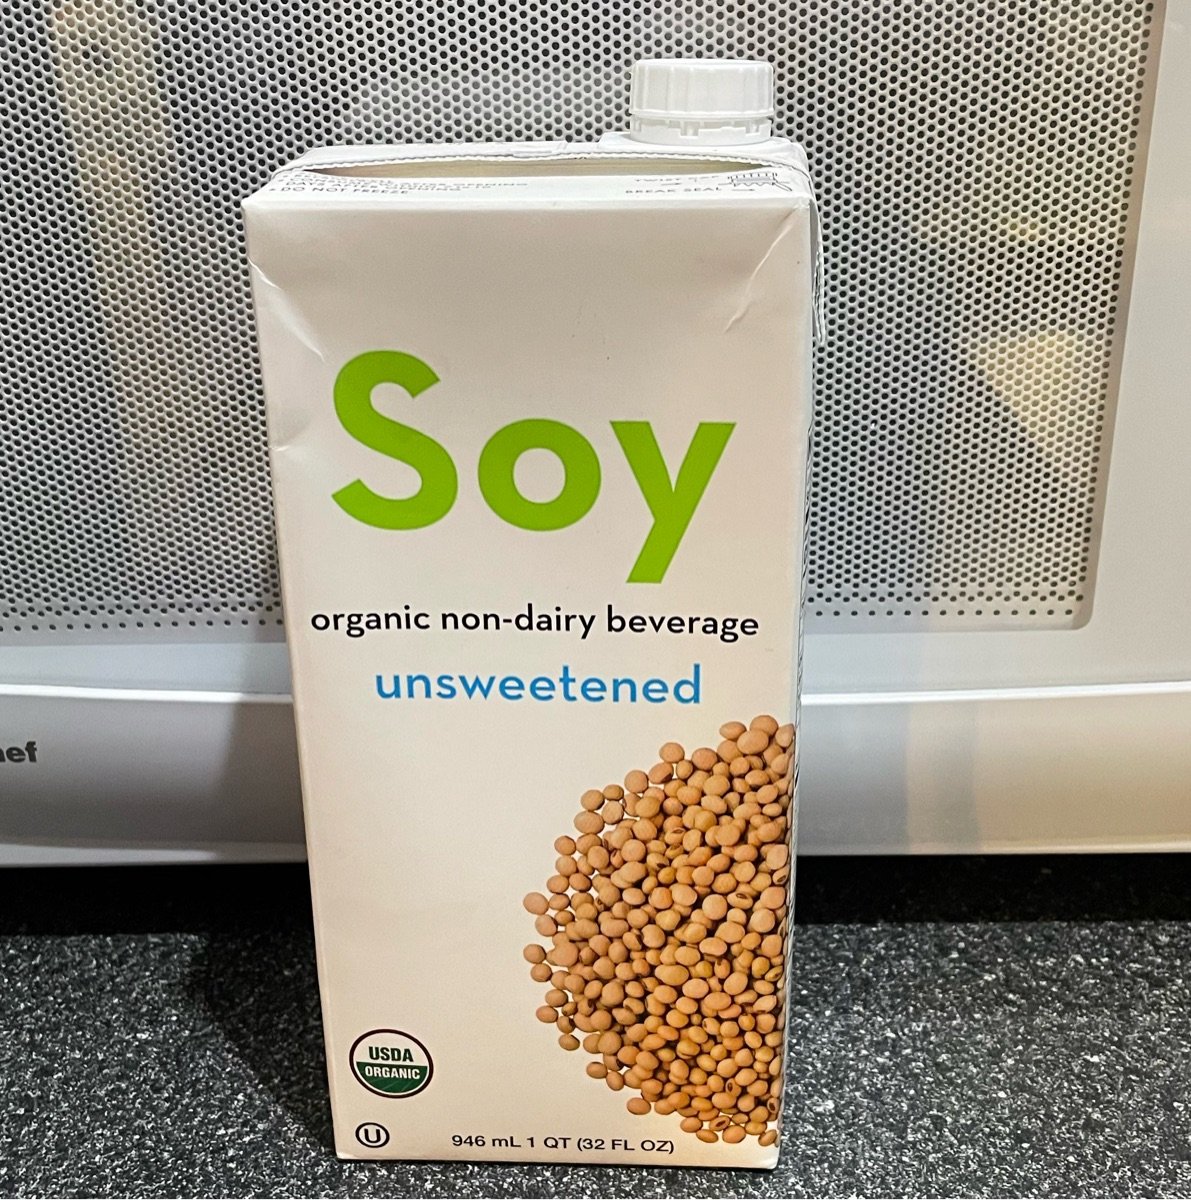 DO NOT FREEZE
BREAK SEAL
Soy
organic non-dairy beverage
unsweetened
USDA
ORGANIC
U
946 mL 1 QT (32 FL OZ)
ef